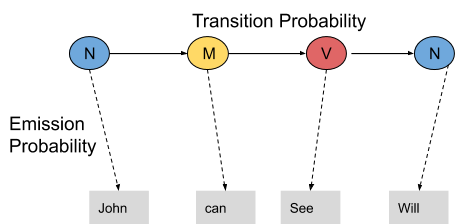 Transition Probability
N M V N
Emission
Probability
John can See Will